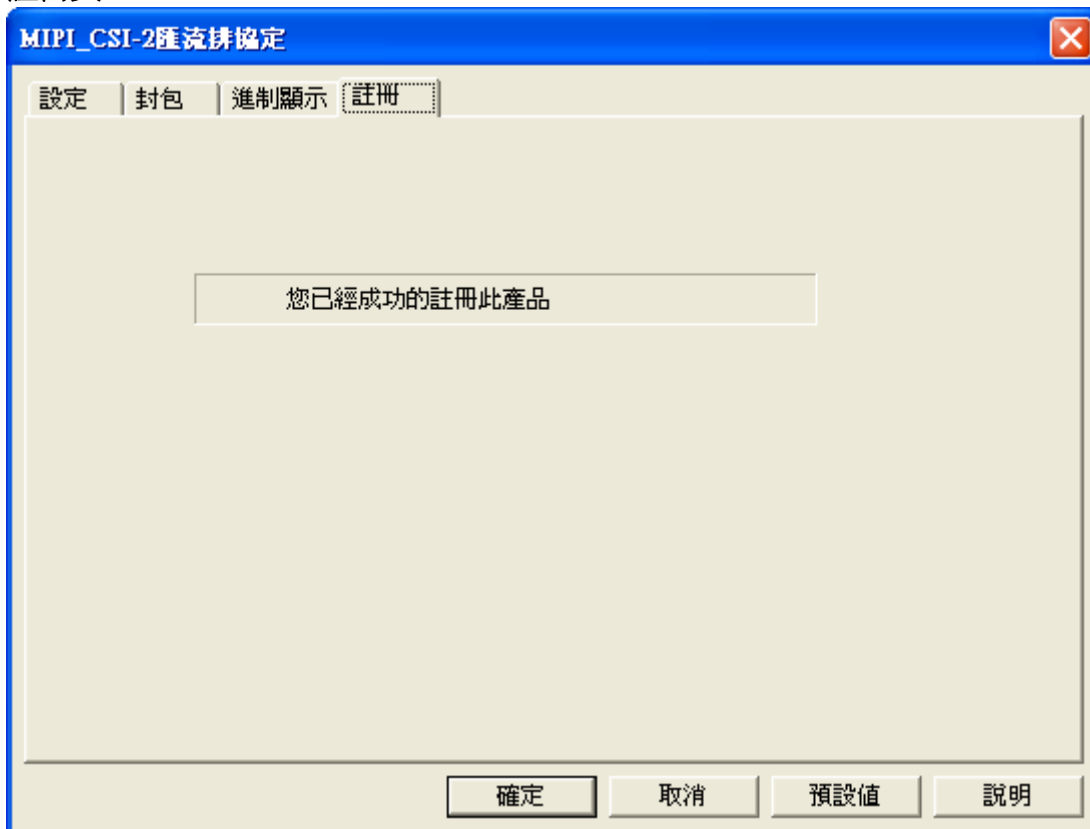 MIPI_CSI-2匯流排協定
設定 封包 進制顯示 註冊
您已經成功的註冊此產品
確定 取消 預設值 說明